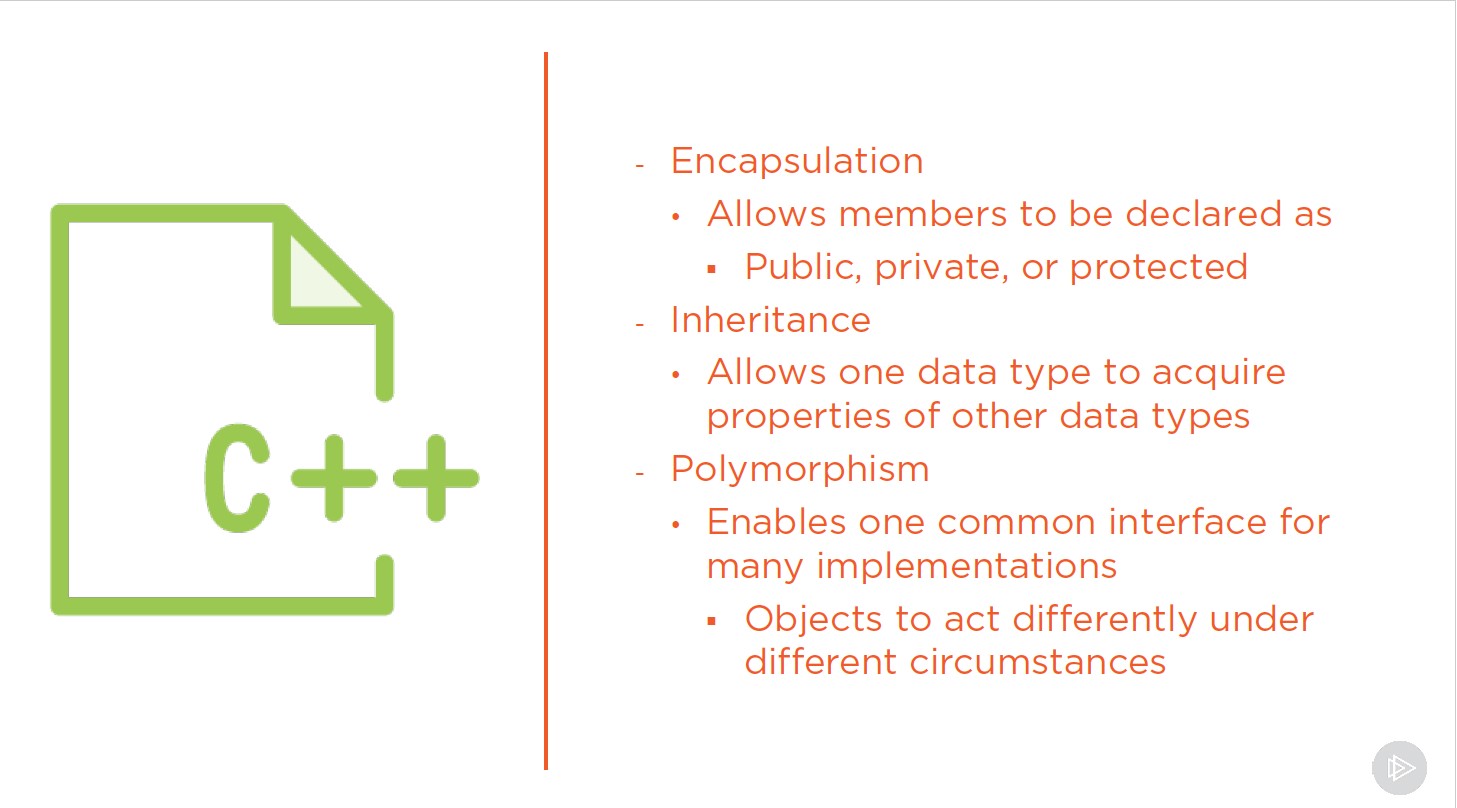 C++
- Encapsulation
• Allows members to be declared as
▪ Public, private, or protected
- Inheritance
• Allows one data type to acquire
properties of other data types
- Polymorphism
• Enables one common interface for
many implementations
▪ Objects to act differently under
different circumstances